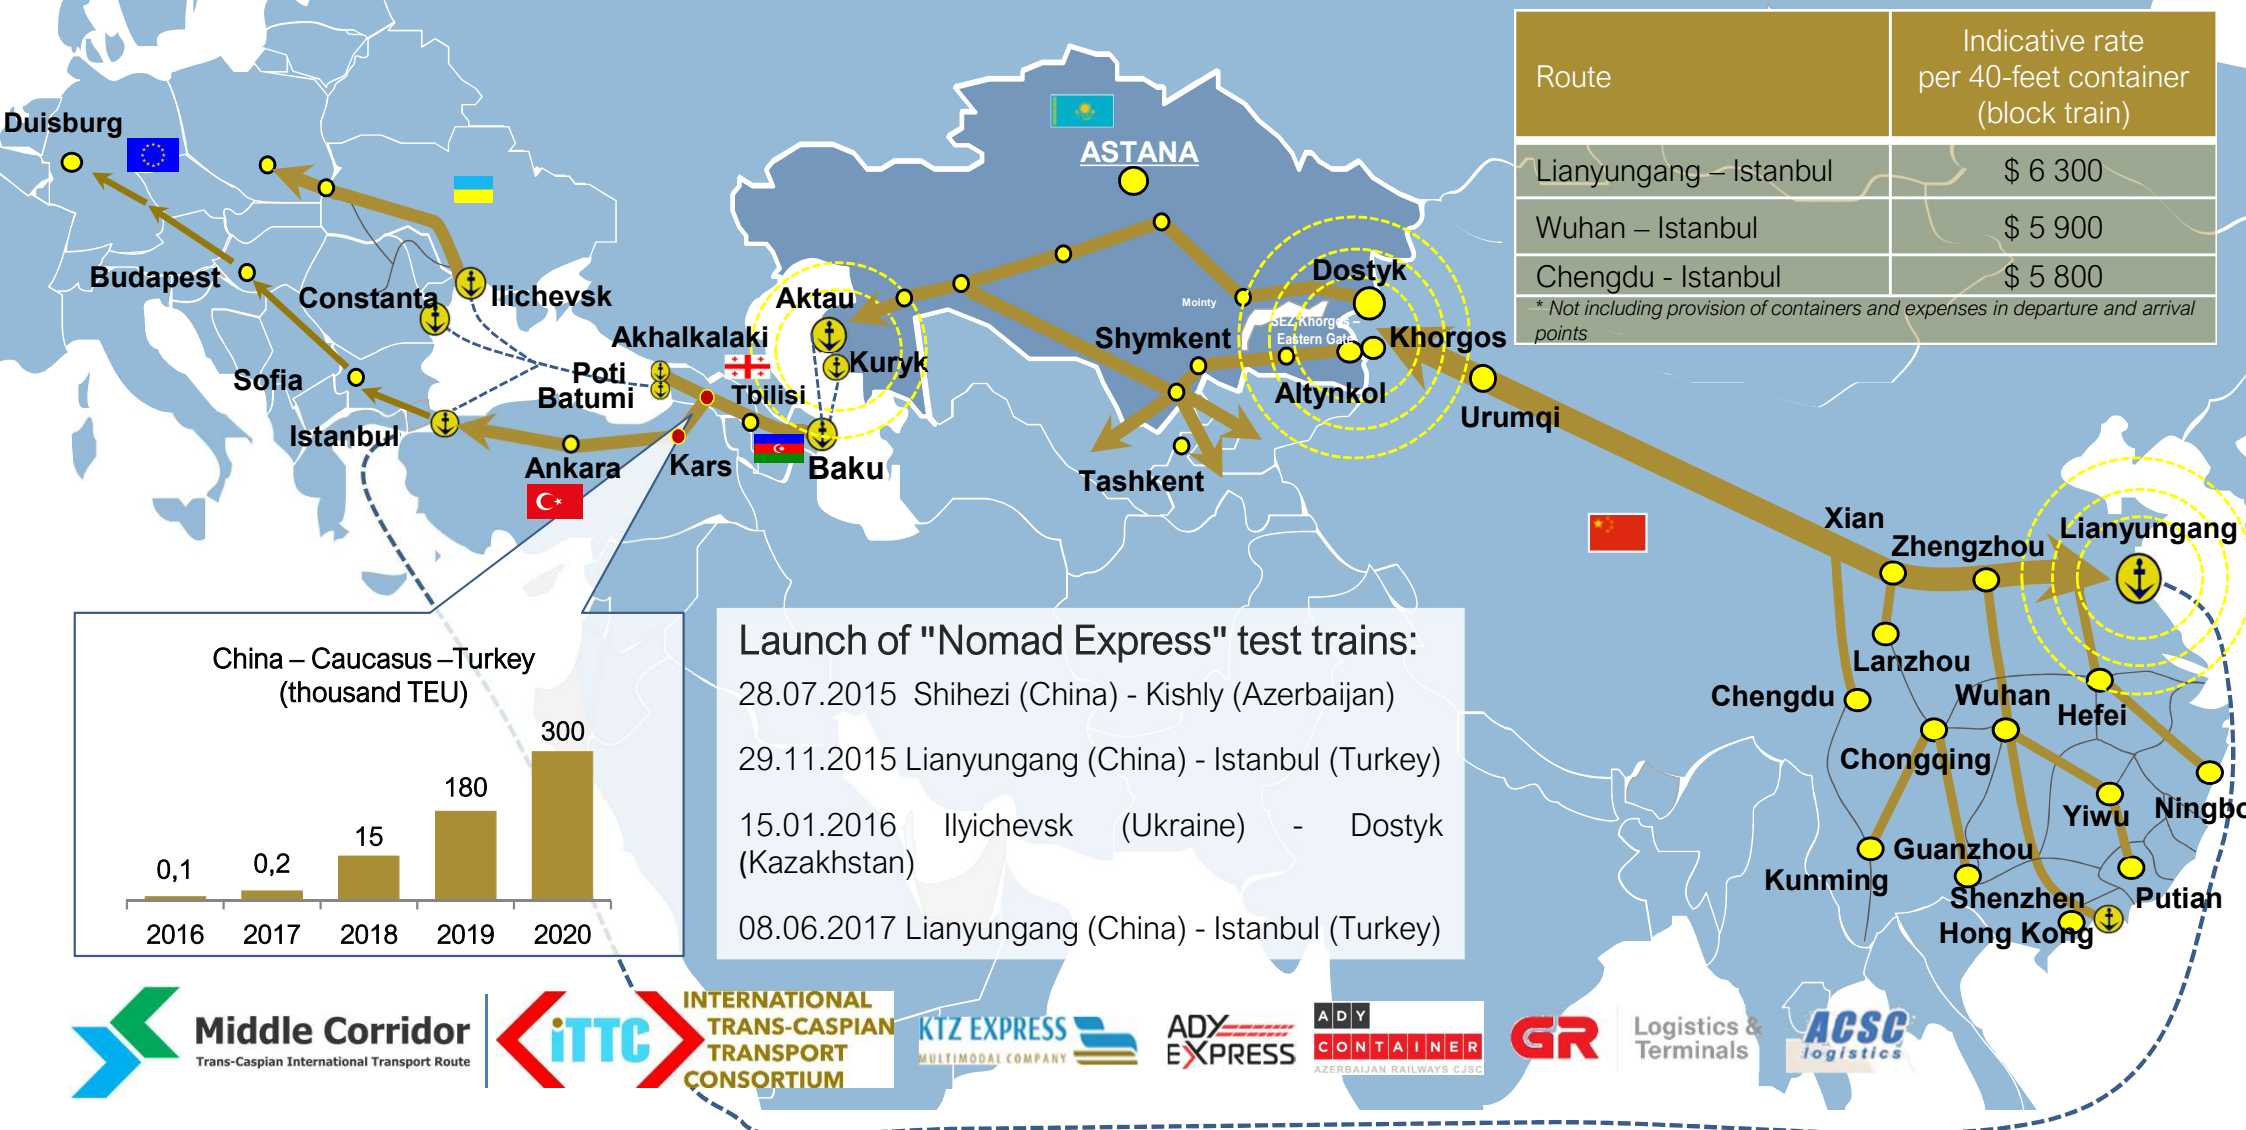 Route
Indicative rate
per 40-feet container
(block train)
Lianyungang – Istanbul
$ 6 300
Wuhan – Istanbul
$ 5 900
Chengdu - Istanbul
$ 5 800
* Not including provision of containers and expenses in departure and arrival
points
Duisburg
ASTANA
Budapest
Constanta
Ilichevsk
Aktau
Mointy
Dostyk
SEZ Khorgos –
Eastern Gate
Akhalkalaki
Shymkent
Khorgos
Kuryk
Poti
Batumi
Sofia
Tbilisi
Altynkol
Urumqi
Istanbul
Ankara
Kars
Baku
Tashkent
Xian
Zhengzhou
Lianyungang
Lanzhou
Chengdu
Wuhan
Hefei
Chongqing
Yiwu
Ningbo
Guanzhou
Kunming
Shenzhen
Putian
Hong Kong
China – Caucasus –Turkey
(thousand TEU)
300
180
15
0,2
0,1
2016 2017 2018 2019 2020
Launch of "Nomad Express" test trains:
28.07.2015 Shihezi (China) - Kishly (Azerbaijan)
29.11.2015 Lianyungang (China) - Istanbul (Turkey)
15.01.2016 Ilyichevsk (Ukraine) - Dostyk
(Kazakhstan)
08.06.2017 Lianyungang (China) - Istanbul (Turkey)
Middle Corridor
Trans-Caspian International Transport Route
iTTC
INTERNATIONAL
TRANS-CASPIAN
TRANSPORT
CONSORTIUM
KTZ EXPRESS
MULTIMODAL COMPANY
ADY
EXPRESS
ADY
CONTAINER
AZERBAIJAN RAILWAYS CJSC
GR
Logistics &
Terminals
ACSC
logistics